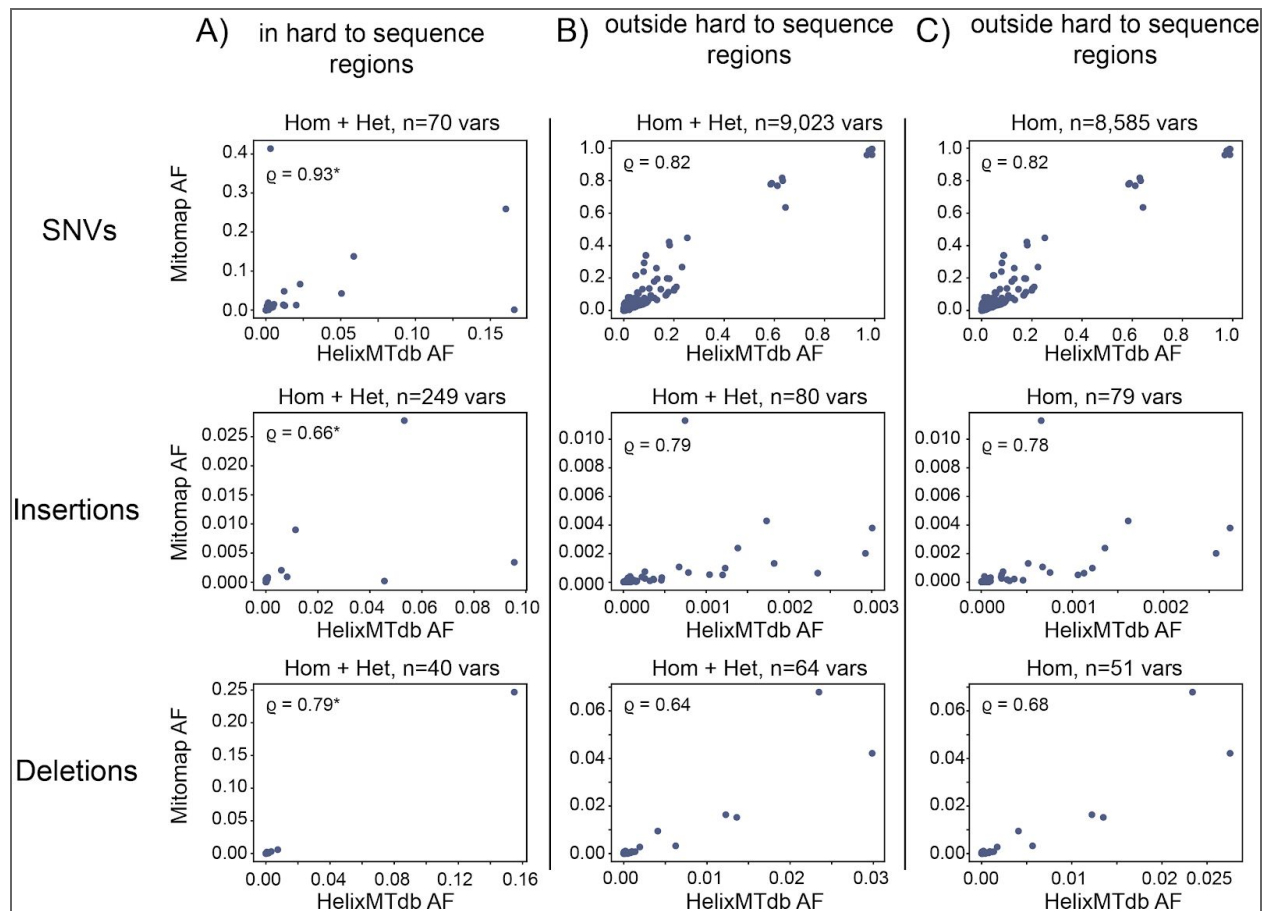 A) in hard to sequence
regions
B) outside hard to sequence
regions
C) outside hard to sequence
regions
SNVs
Hom + Het, n=70 vars
ϱ = 0.93*
Mitomap AF
0.4
0.3
0.2
0.1
0.0
0.00 0.05 0.10 0.15
HelixMTdb AF
Hom + Het, n=9,023 vars
ϱ = 0.82
1.0
0.8
0.6
0.4
0.2
0.0
0.0 0.2 0.4 0.6 0.8 1.0
HelixMTdb AF
Hom, n=8,585 vars
ϱ = 0.82
1.0
0.8
0.6
0.4
0.2
0.0
0.0 0.2 0.4 0.6 0.8 1.0
HelixMTdb AF
Insertions
Hom + Het, n=249 vars
ϱ = 0.66*
Mitomap AF
0.025
0.020
0.015
0.010
0.005
0.000
0.00 0.02 0.04 0.06 0.08 0.10
HelixMTdb AF
Hom + Het, n=80 vars
ϱ = 0.79
0.010
0.008
0.006
0.004
0.002
0.000
0.000 0.001 0.002 0.003
HelixMTdb AF
Hom, n=79 vars
ϱ = 0.78
0.010
0.008
0.006
0.004
0.002
0.000
0.000 0.001 0.002
HelixMTdb AF
Deletions
Hom + Het, n=40 vars
ϱ = 0.79*
Mitomap AF
0.25
0.20
0.15
0.10
0.05
0.00
0.00 0.04 0.08 0.12 0.16
HelixMTdb AF
Hom + Het, n=64 vars
ϱ = 0.64
0.06
0.04
0.02
0.00
0.00 0.01 0.02 0.03
HelixMTdb AF
Hom, n=51 vars
ϱ = 0.68
0.06
0.04
0.02
0.00
0.00 0.01 0.02 0.025
HelixMTdb AF